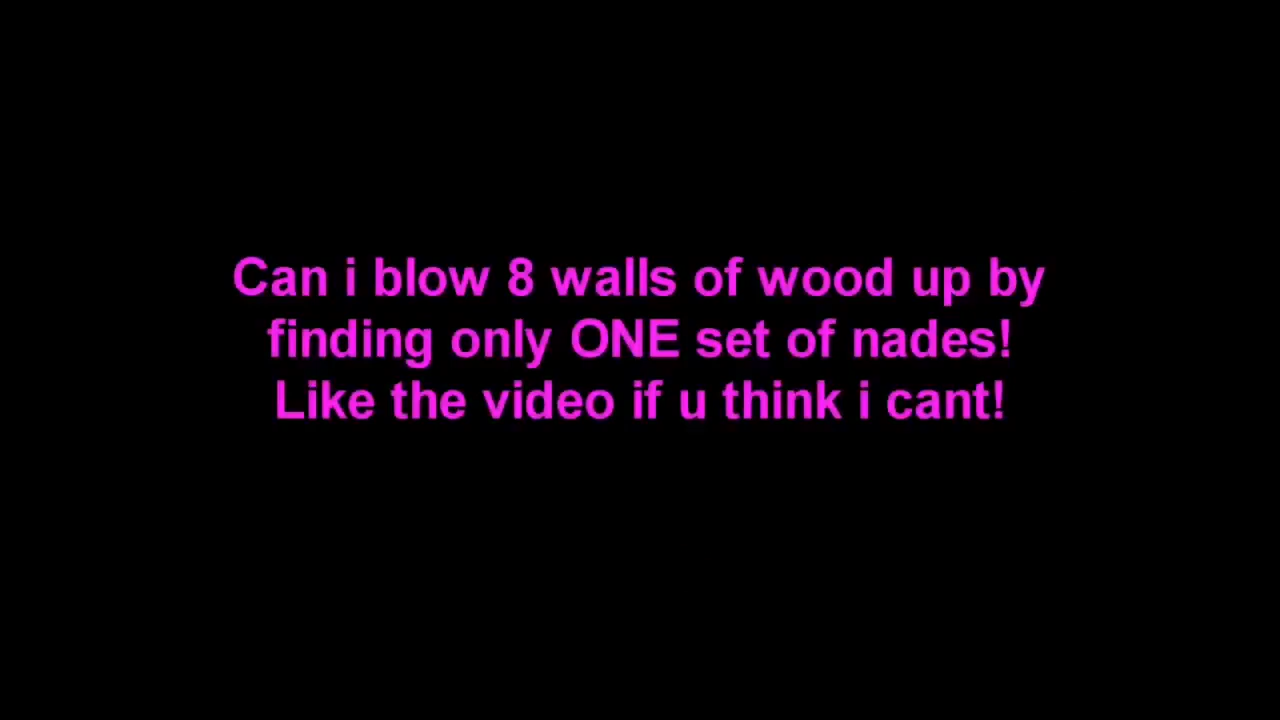 Can i blow 8 walls of wood up by
finding only ONE set of nades!
Like the video if u think i cant!